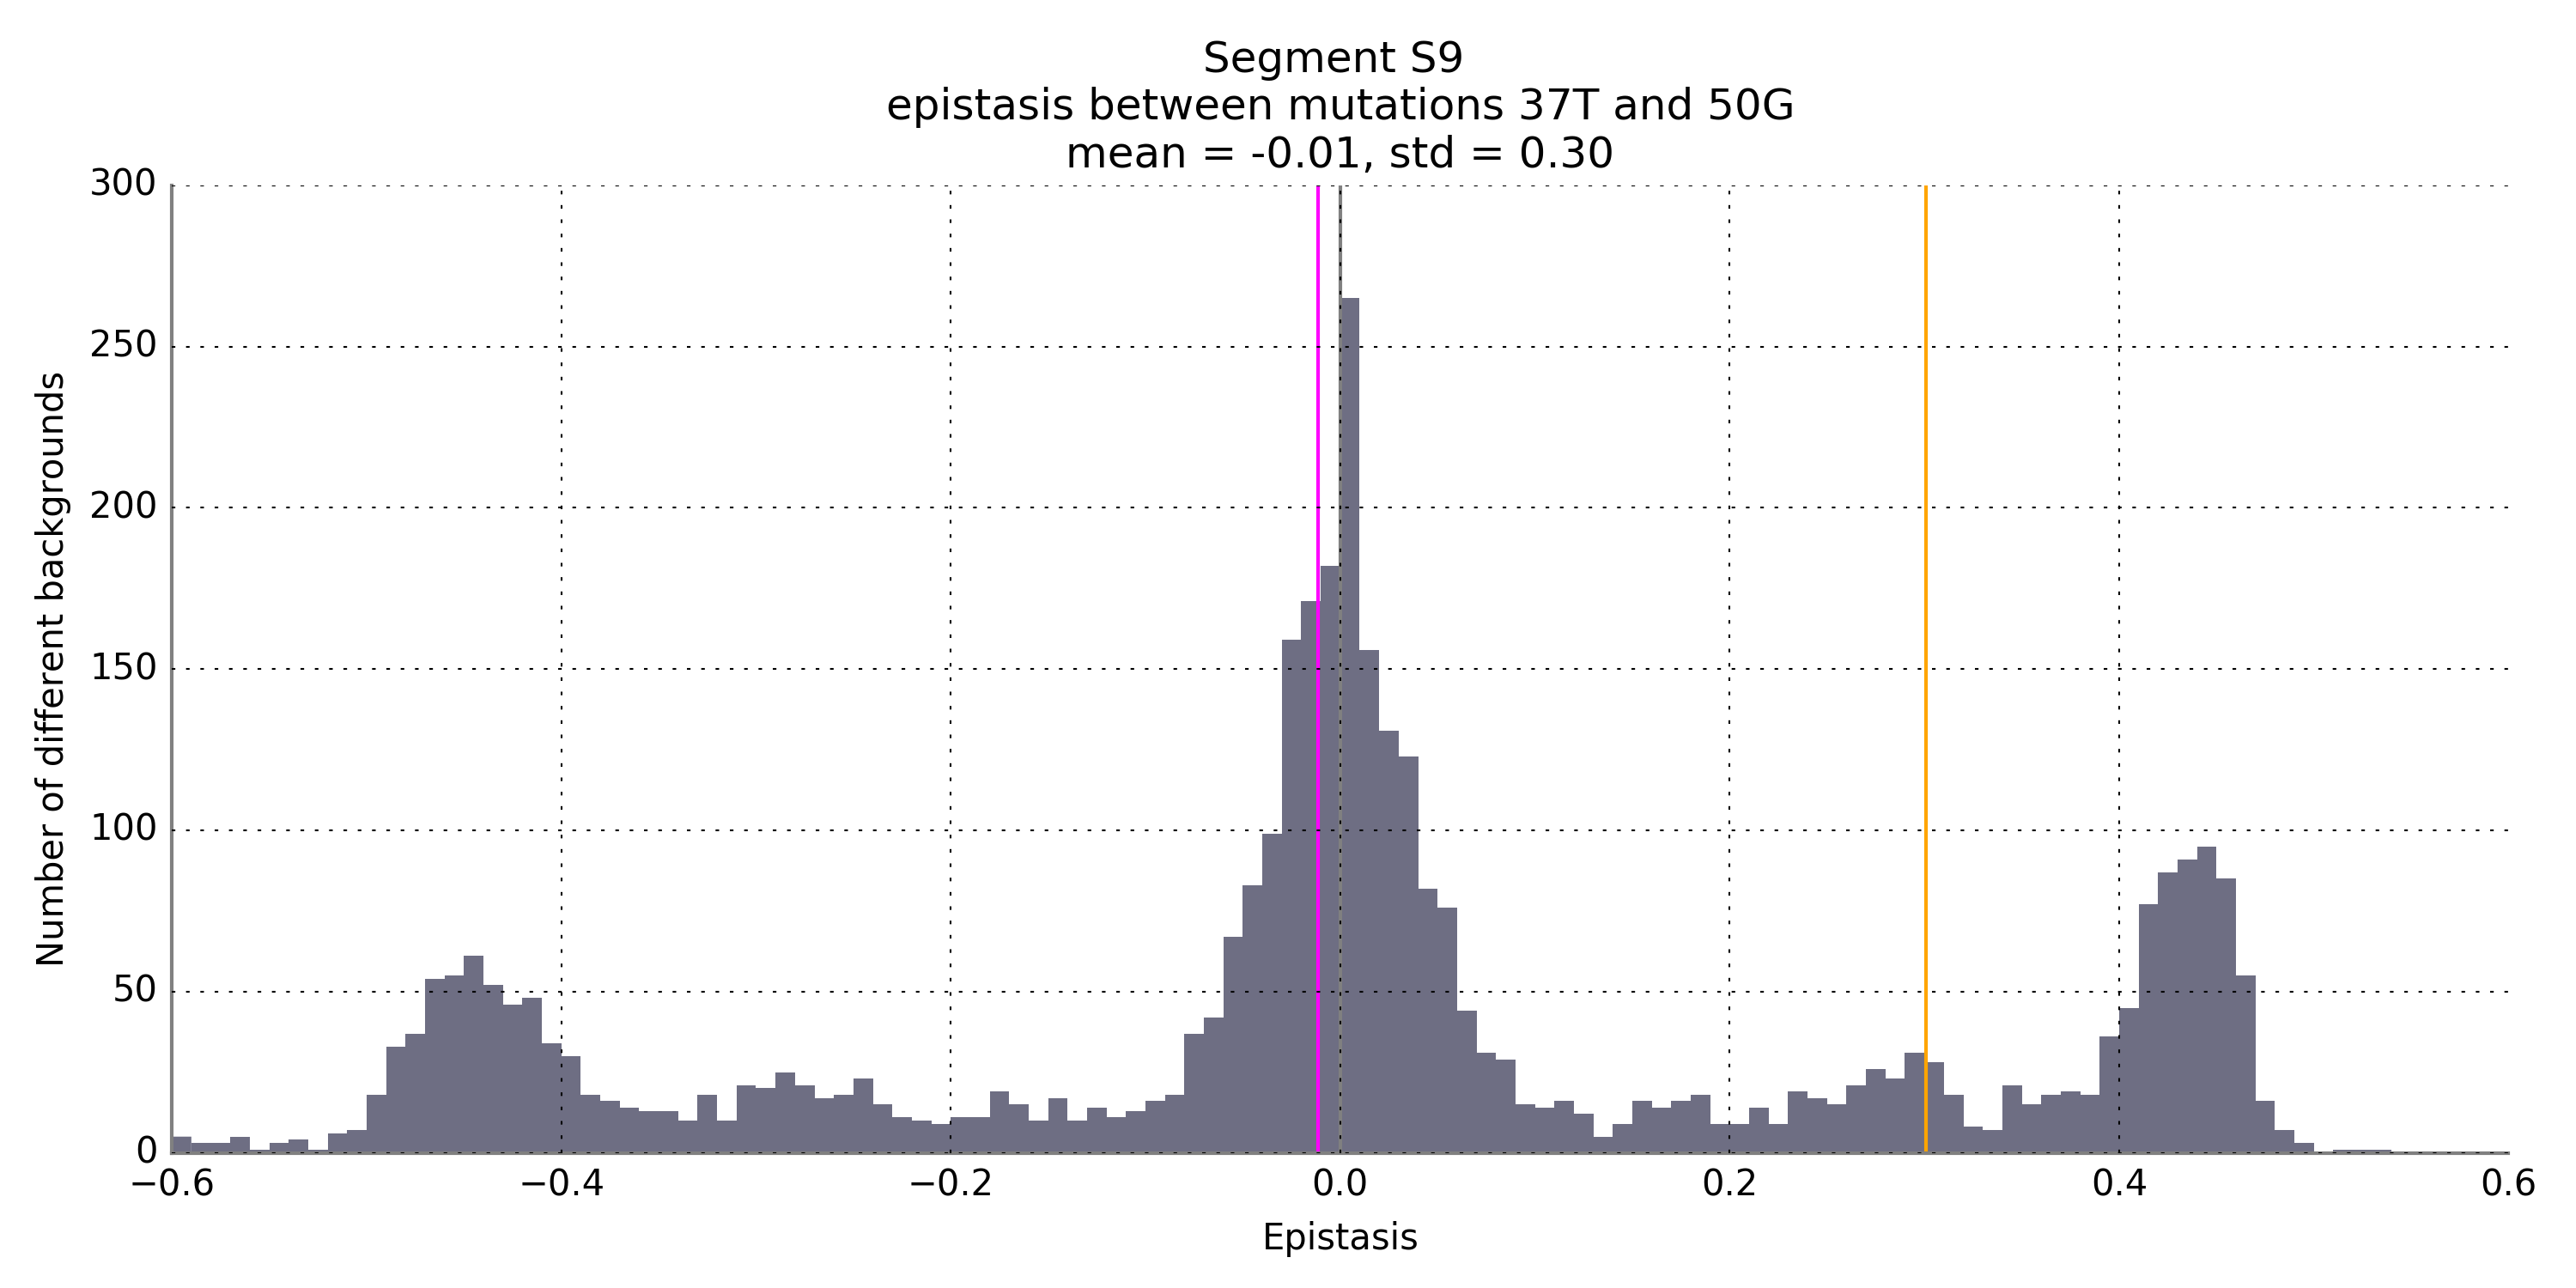 Segment S9
epistasis between mutations 37T and 50G
mean = -0.01, std = 0.30
300
250
200
150
100
50
0
Number of different backgrounds
−0.6
−0.4
−0.2
0.0
0.2
0.4
0.6
Epistasis